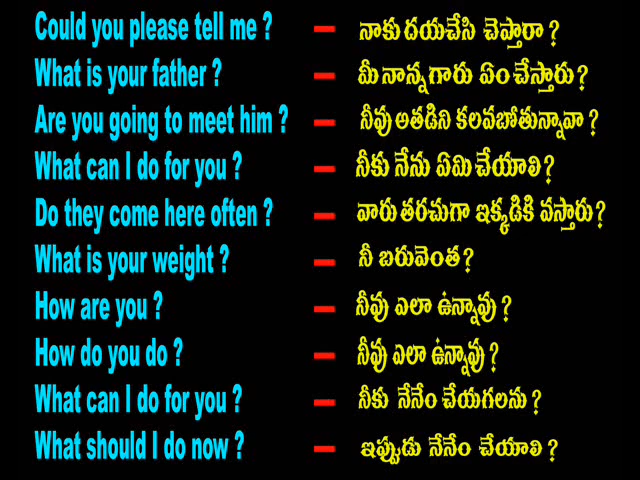 Could you please tell me ? – నాకు దయచేసి చెప్తారా ?
What is your father ? – మీ నాన్నగారు ఏం చేస్తారు ?
Are you going to meet him ? – నీవు అతడిని కలవబోతున్నావా ?
What can I do for you ? – నీకు నేను ఏమి చేయాలి ?
Do they come here often ? – వారు తరచుగా ఇక్కడికి వస్తారు ?
What is your weight ? – నీ బరువెంత ?
How are you ? – నీవు ఎలా ఉన్నావు ?
How do you do ? – నీవు ఎలా ఉన్నావు ?
What can I do for you ? – నీకు నేనేం చేయగలను ?
What should I do now ? – ఇప్పుడు నేనేం చేయాలి ?